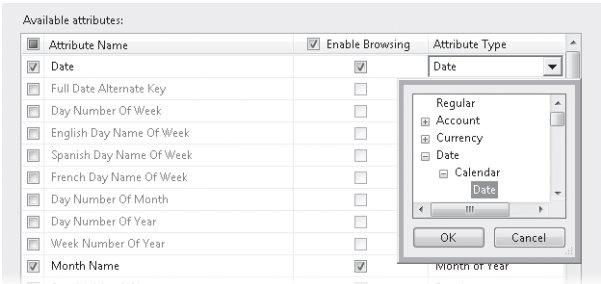 Available attributes:
Attribute Name Enable Browsing Attribute Type
Date Date
Full Date Alternate Key
Day Number Of Week
English Day Name Of Week
Spanish Day Name Of Week
French Day Name Of Week
Day Number Of Month
Day Number Of Year
Week Number Of Year
Month Name Month of Year
Regular
Account
Currency
Date
Calendar
Date
OK Cancel